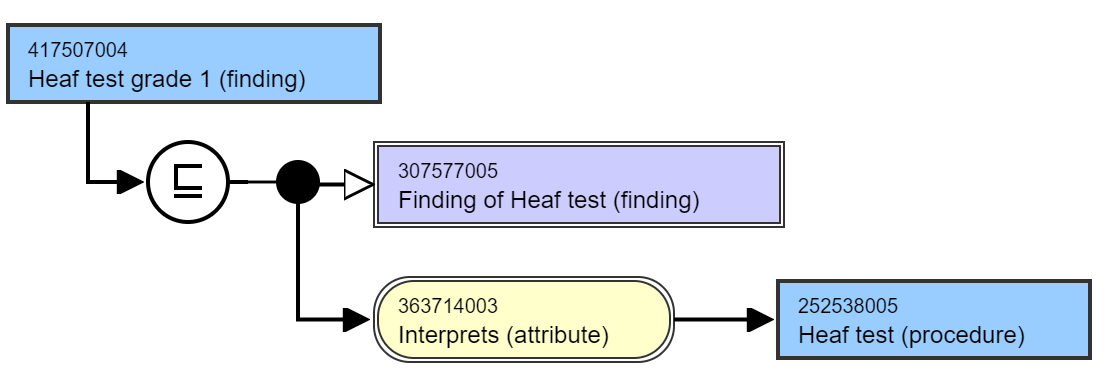 417507004
Heaf test grade 1 (finding)
⊑
307577005
Finding of Heaf test (finding)
363714003
Interprets (attribute)
252538005
Heaf test (procedure)